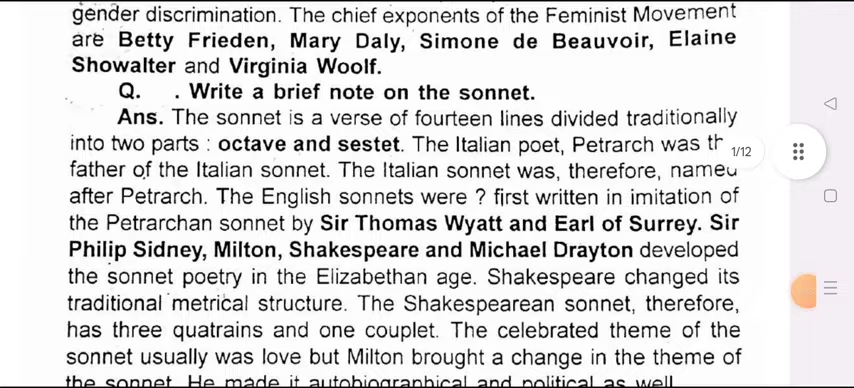 gender discrimination. The chief exponents of the Feminist Movement
are Betty Frieden, Mary Daly, Simone de Beauvoir, Elaine
Showalter and Virginia Woolf.
Q. . Write a brief note on the sonnet.
Ans. The sonnet is a verse of fourteen lines divided traditionally
into two parts : octave and sestet. The Italian poet, Petrarch was th
1/12
father of the Italian sonnet. The Italian sonnet was, therefore, named
after Petrarch. The English sonnets were ? first written in imitation of
the Petrarchan sonnet by Sir Thomas Wyatt and Earl of Surrey. Sir
Philip Sidney, Milton, Shakespeare and Michael Drayton developed
the sonnet poetry in the Elizabethan age. Shakespeare changed its
traditional metrical structure. The Shakespearean sonnet, therefore,
has three quatrains and one couplet. The celebrated theme of the
sonnet usually was love but Milton brought a change in the theme of
the sonnet. He made it autobiographical and political as well